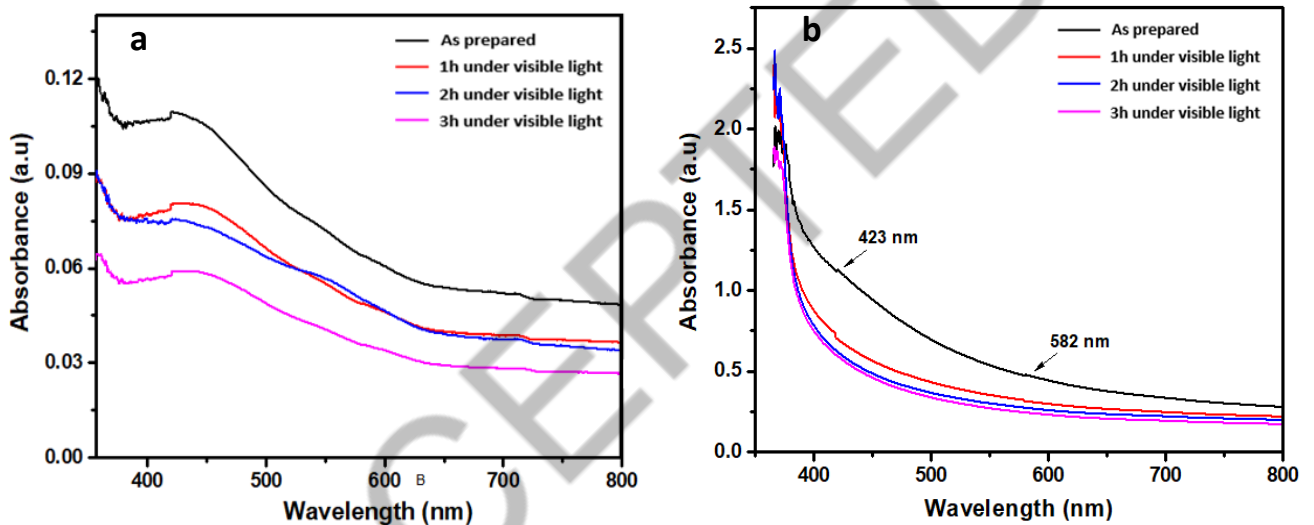 a
As prepared
1h under visible light
2h under visible light
3h under visible light
0.12
0.09
0.06
0.03
0.00
Absorbance (a.u)
400 500 600 B 700 800
Wavelength (nm)
b
As prepared
1h under visible light
2h under visible light
3h under visible light
2.5
2.0
1.5
1.0
0.5
0.0
Absorbance (a.u)
423 nm
582 nm
400 500 600 700 800
Wavelength (nm)
CEPTED